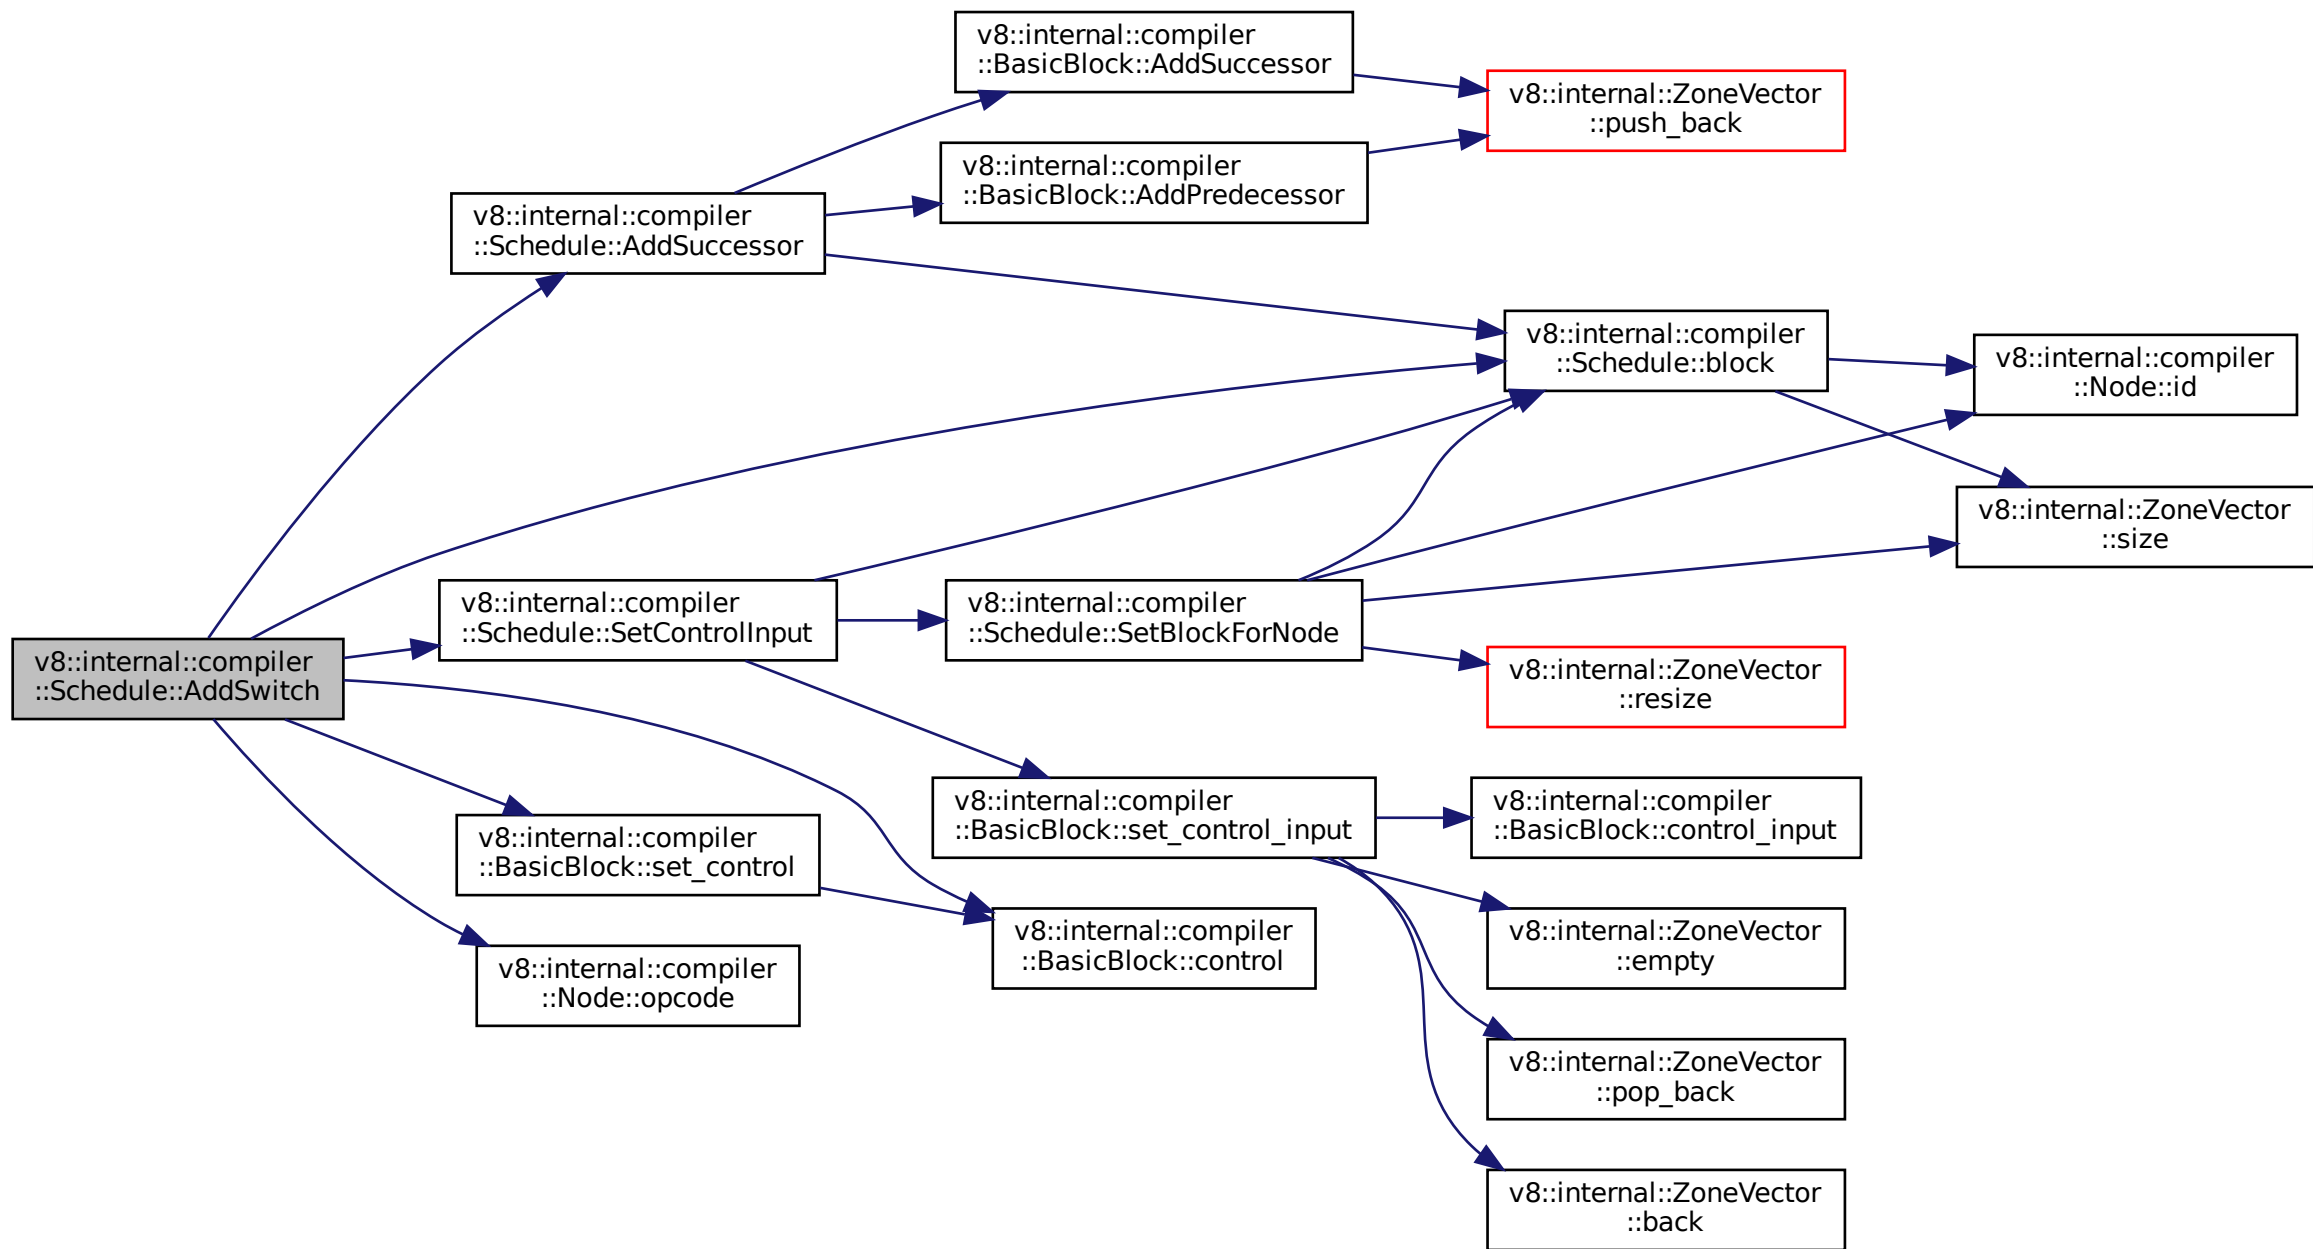 v8::internal::compiler
::BasicBlock::AddSuccessor
v8::internal::ZoneVector
::push_back
v8::internal::compiler
::BasicBlock::AddPredecessor
v8::internal::compiler
::Schedule::AddSuccessor
v8::internal::compiler
::Schedule::block
v8::internal::compiler
::Node::id
v8::internal::ZoneVector
::size
v8::internal::compiler
::Schedule::SetControlInput
v8::internal::compiler
::Schedule::SetBlockForNode
v8::internal::compiler
::Schedule::AddSwitch
v8::internal::ZoneVector
::resize
v8::internal::compiler
::BasicBlock::set_control_input
v8::internal::compiler
::BasicBlock::control_input
v8::internal::compiler
::BasicBlock::set_control
v8::internal::compiler
::BasicBlock::control
v8::internal::ZoneVector
::empty
v8::internal::compiler
::Node::opcode
v8::internal::ZoneVector
::pop_back
v8::internal::ZoneVector
::back